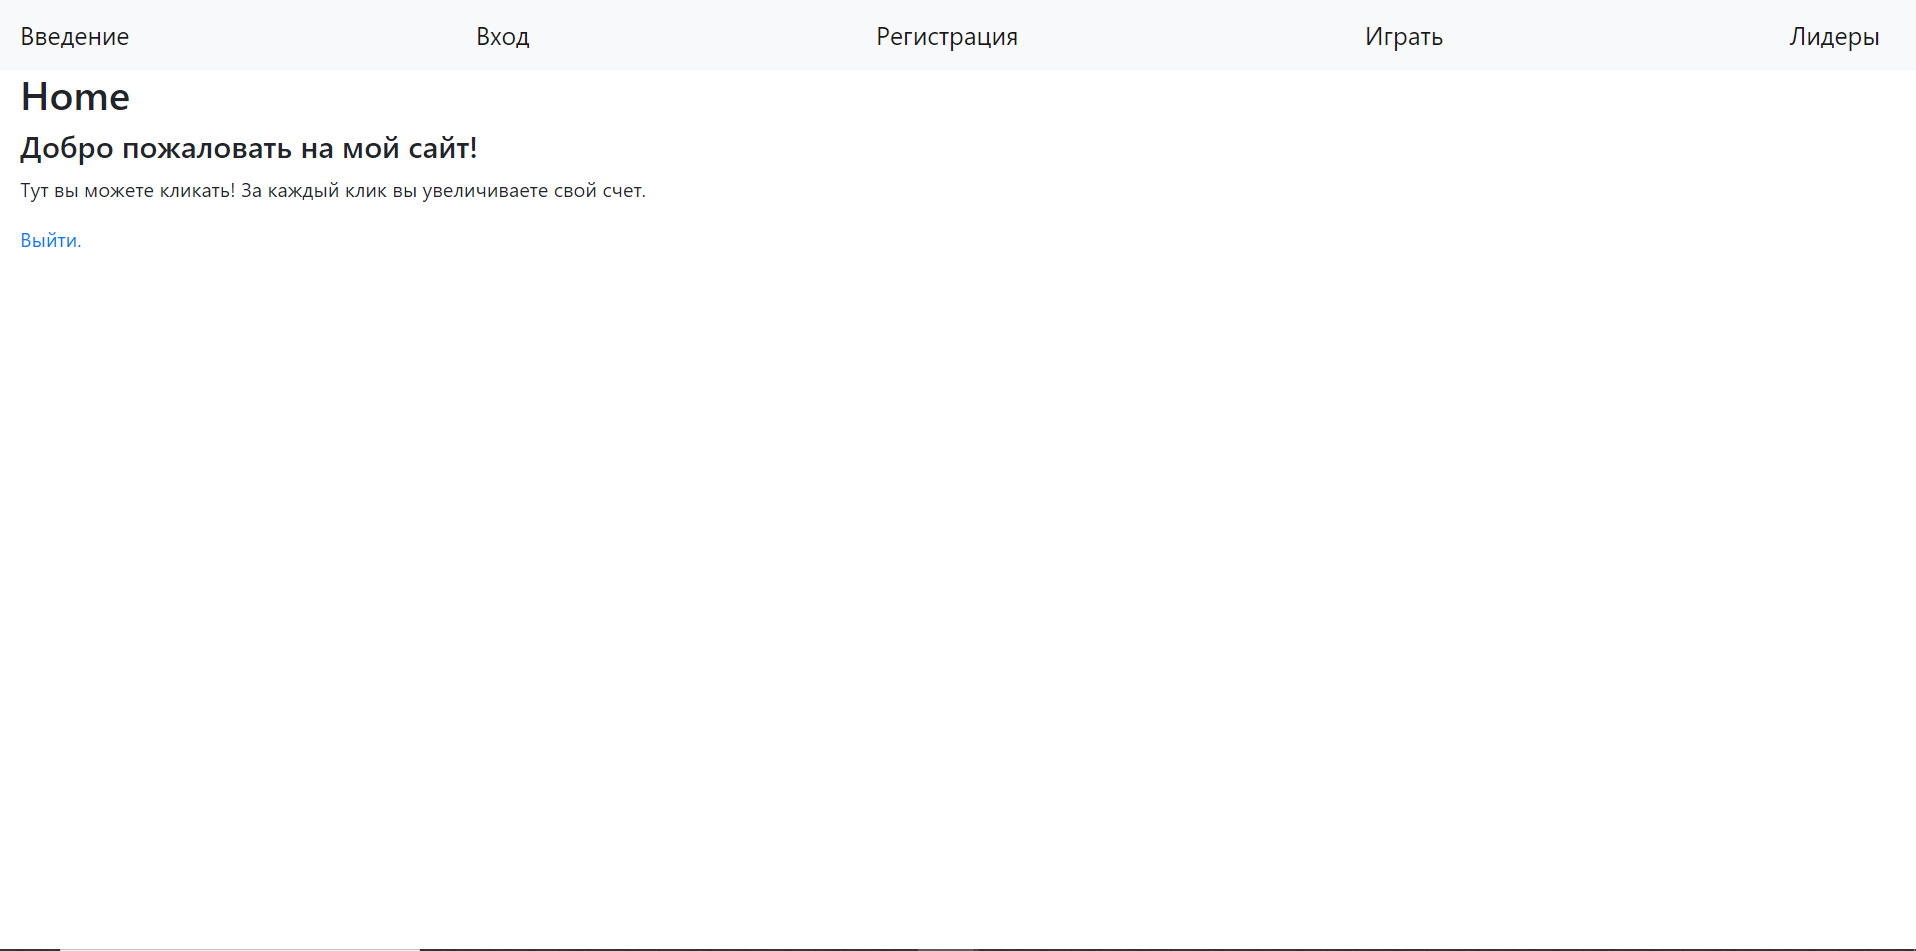 Введение Вход Регистрация Играть Лидеры
Home
Добро пожаловать на мой сайт!
Тут вы можете кликать! За каждый клик вы увеличиваете свой счет.
Выйти.